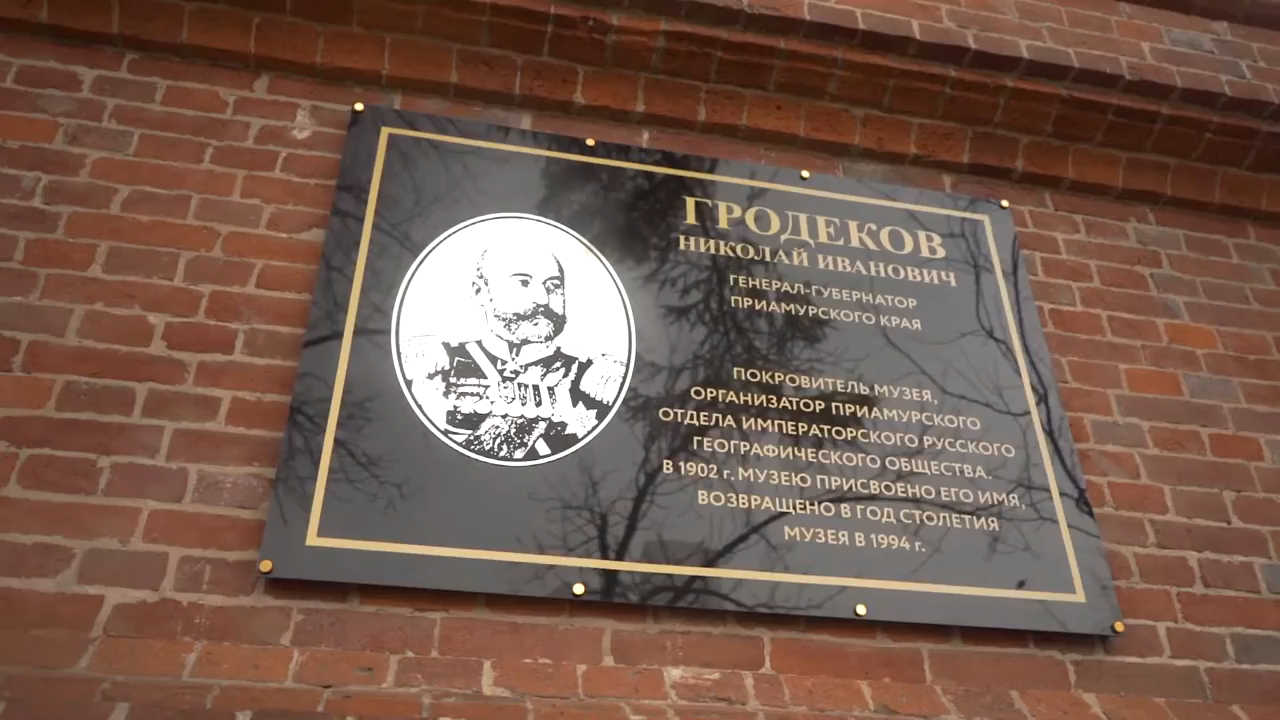 ГРОДЕКОВ
НИКОЛАЙ ИВАНОВИЧ
ГЕНЕРАЛ-ГУБЕРНАТОР
ПРИАМУРСКОГО КРАЯ
ПОКРОВИТЕЛЬ МУЗЕЯ,
ОРГАНИЗАТОР ПРИАМУРСКОГО
ОТДЕЛА ИМПЕРАТОРСКОГО РУССКОГО
ГЕОГРАФИЧЕСКОГО ОБЩЕСТВА.
В 1902 г. МУЗЕЮ ПРИСВОЕНО ЕГО ИМЯ,
ВОЗВРАЩЕНО В ГОД СТОЛЕТИЯ
МУЗЕЯ В 1994 г.